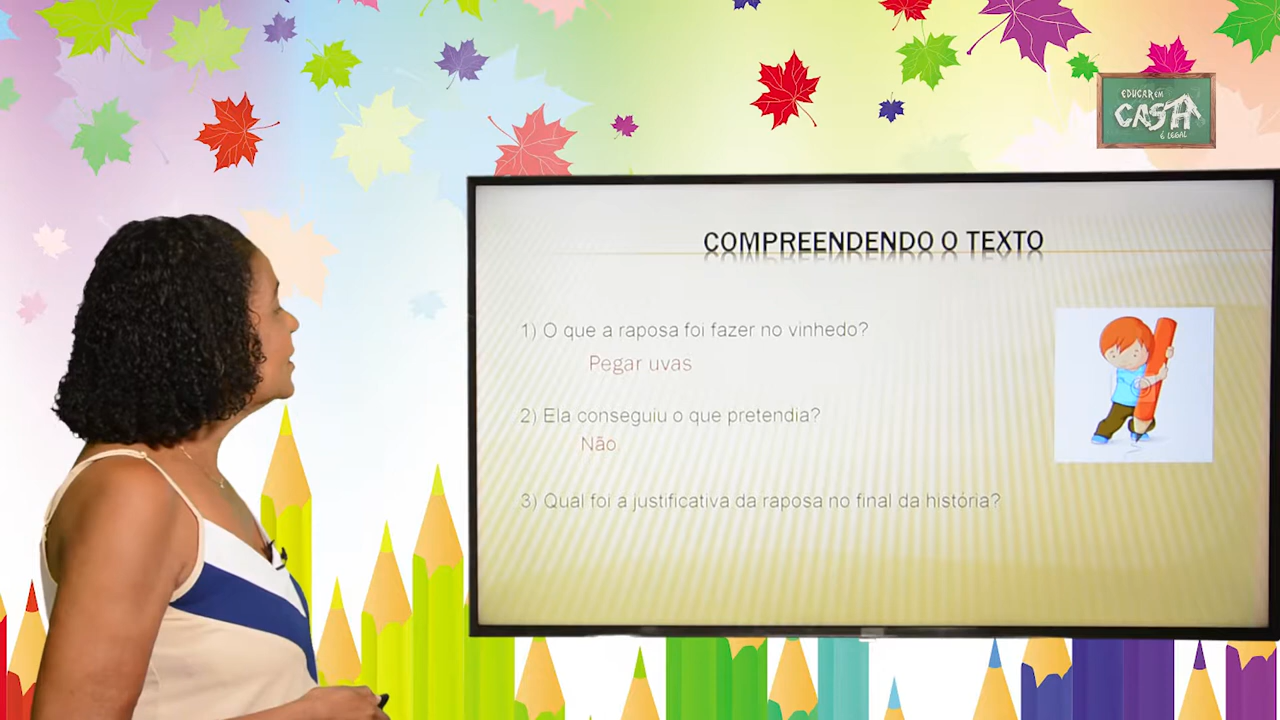 EDUCAR EM
CASA
É LEGAL
COMPREENDENDO O TEXTO
1) O que a raposa foi fazer no vinhedo?
Pegar uvas
2) Ela conseguiu o que pretendia?
Não
3) Qual foi a justificativa da raposa no final da história?